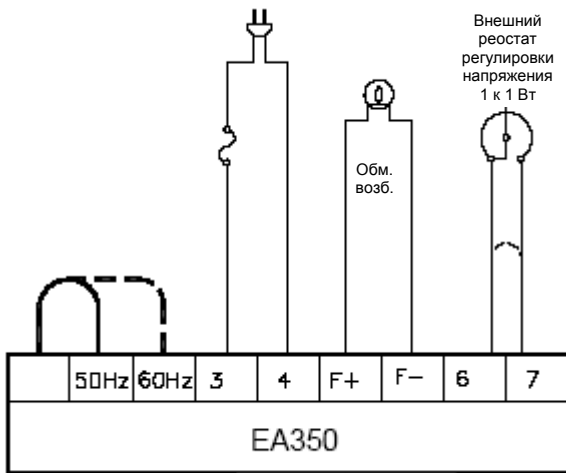 Внешний
реостат
регулировки
напряжения
1 к 1 Вт
Обм.
возб.
50Hz 60Hz 3 4 F+ F- 6 7
EA350